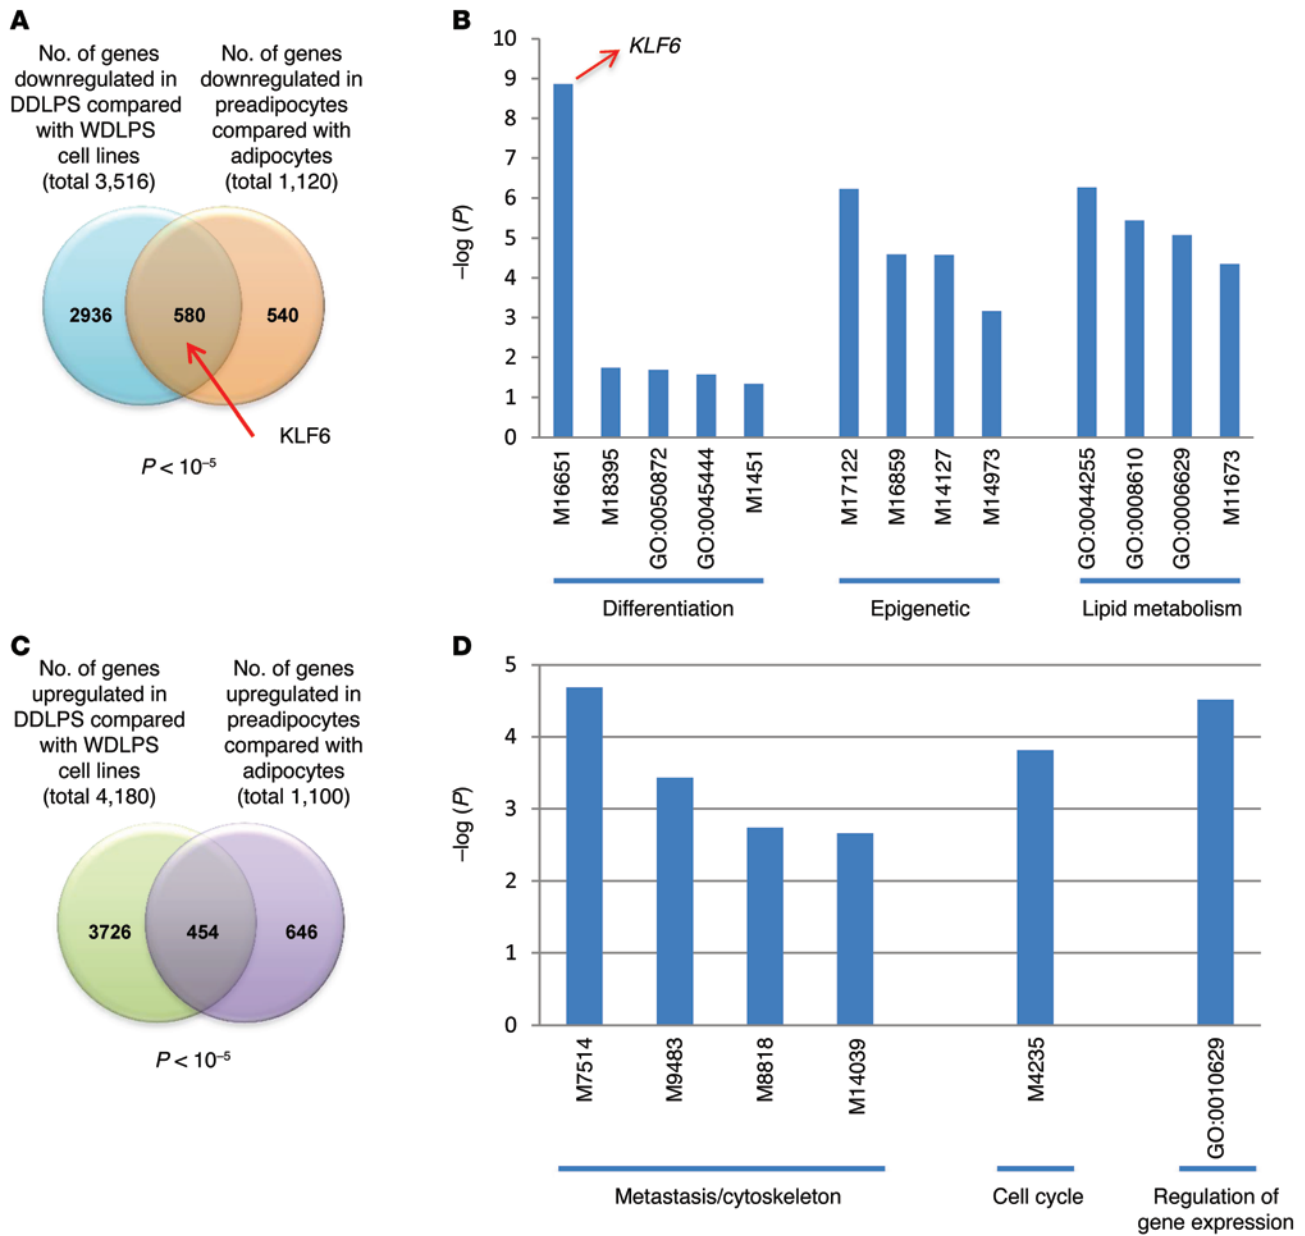 A
No. of genes
downregulated in
DDLPS compared
with WDLPS
cell lines
(total 3,516)
No. of genes
downregulated in
preadipocytes
compared with
adipocytes
(total 1,120)
2936
580
540
KLF6
P < 10⁻⁵
B
–log (P)
10
9
8
7
6
5
4
3
2
1
0
KLF6
M16651
M18395
GO:0050872
GO:0045444
M1451
M17122
M16859
M14127
M14973
GO:0044255
GO:0008610
GO:0006629
M11673
Differentiation
Epigenetic
Lipid metabolism
C
No. of genes
upregulated in
DDLPS compared
with WDLPS
cell lines
(total 4,180)
No. of genes
upregulated in
preadipocytes
compared with
adipocytes
(total 1,100)
3726
454
646
P < 10⁻⁵
D
–log (P)
5
4
3
2
1
0
M7514
M9483
M8818
M14039
M4235
GO:0010629
Metastasis/cytoskeleton
Cell cycle
Regulation of
gene expression